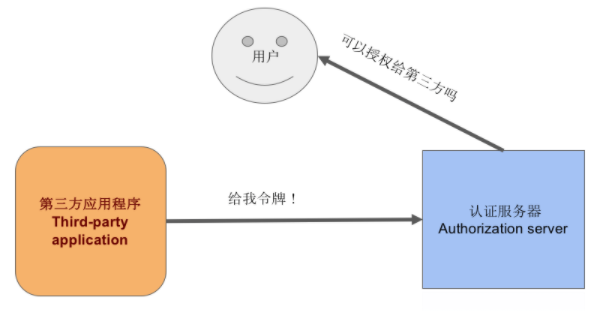 用户
可以授权给第三方吗
第三方应用程序
Third-party
application
给我令牌！
认证服务器
Authorization server